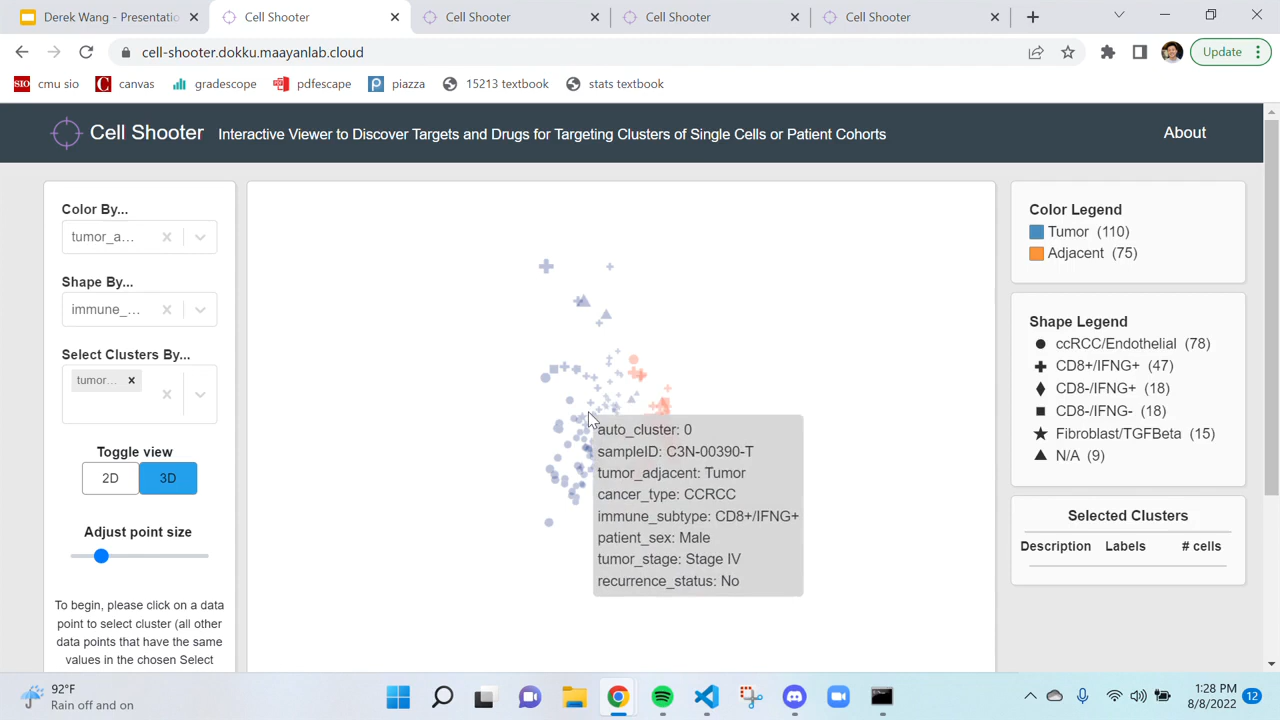 Derek Wang - Presentatio
Cell Shooter
Cell Shooter
Cell Shooter
Cell Shooter
cell-shooter.dokku.maayanlab.cloud
Update
SIO cmu sio
canvas
gradescope
pdfescape
piazza
15213 textbook
stats textbook
Cell Shooter
Interactive Viewer to Discover Targets and Drugs for Targeting Clusters of Single Cells or Patient Cohorts
About
Color By...
tumor_a...
Shape By...
immune_...
Select Clusters By...
tumor...
Toggle view
2D
3D
Adjust point size
To begin, please click on a data
point to select cluster (all other
data points that have the same
values in the chosen Select
auto_cluster: 0
sampleID: C3N-00390-T
tumor_adjacent: Tumor
cancer_type: CCRCC
immune_subtype: CD8+/IFNG+
patient_sex: Male
tumor_stage: Stage IV
recurrence_status: No
Color Legend
Tumor (110)
Adjacent (75)
Shape Legend
ccRCC/Endothelial (78)
CD8+/IFNG+ (47)
CD8-/IFNG+ (18)
CD8-/IFNG- (18)
Fibroblast/TGFBeta (15)
N/A (9)
Selected Clusters
Description Labels # cells
92°F
Rain off and on
1:28 PM
8/8/2022
12